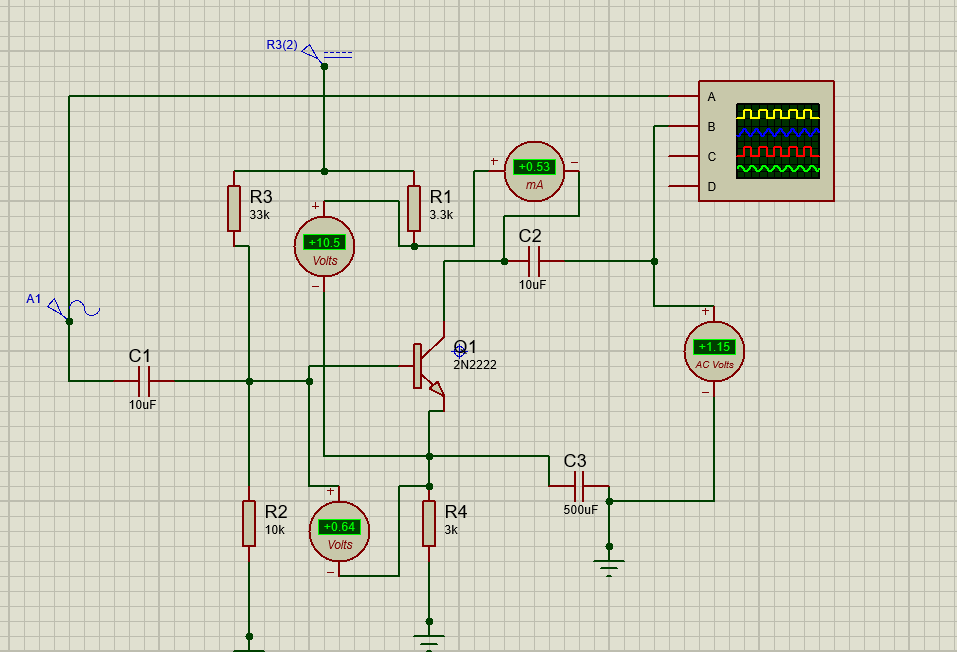 R3(2)
A
B
C
D
+
+0.53
−
mA
R3
33k
R1
3.3k
+
+10.5
Volts
−
C2
10uF
A1
+
+1.15
AC Volts
−
C1
10uF
Q1
2N2222
C3
500uF
+
+0.64
Volts
−
R2
10k
R4
3k